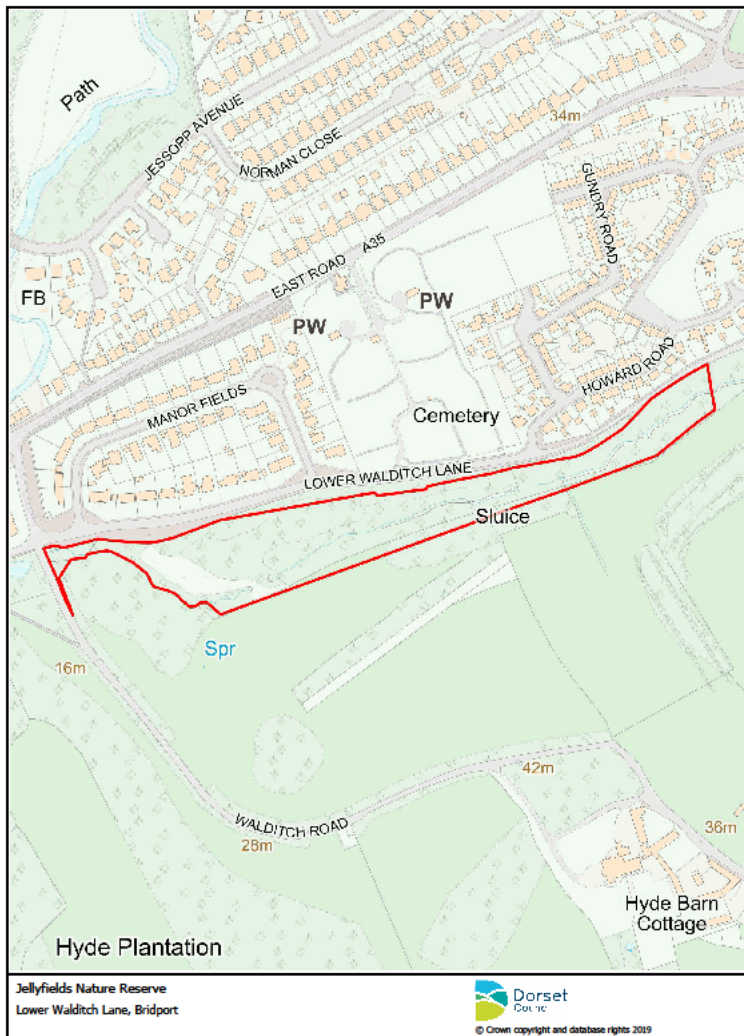 Path
JESSOPP AVENUE
NORMAN CLOSE
34m
GUNDRY ROAD
EAST ROAD A35
FB
PW
PW
HOWARD ROAD
MANOR FIELDS
Cemetery
LOWER WALDITCH LANE
Sluice
Spr
16m
WALDITCH ROAD
28m
42m
36m
Hyde Barn
Cottage
Hyde Plantation
Jellyfields Nature Reserve
Lower Walditch Lane, Bridport
Dorset
Council
© Crown copyright and database rights 2019